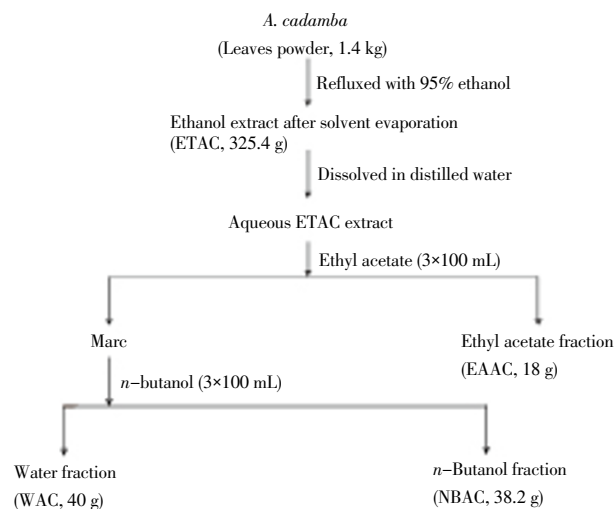 A. cadamba
(Leaves powder, 1.4 kg)
Refluxed with 95% ethanol
Ethanol extract after solvent evaporation
(ETAC, 325.4 g)
Dissolved in distilled water
Aqueous ETAC extract
Ethyl acetate (3×100 mL)
Marc
Ethyl acetate fraction
(EAAC, 18 g)
n−butanol (3×100 mL)
Water fraction
(WAC, 40 g)
n−Butanol fraction
(NBAC, 38.2 g)